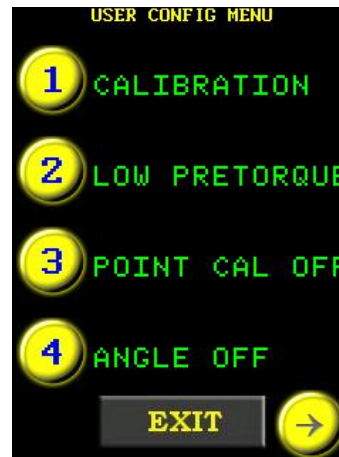 USER CONFIG MENU
1 CALIBRATION
2 LOW PRETORQUE
3 POINT CAL OFF
4 ANGLE OFF
EXIT